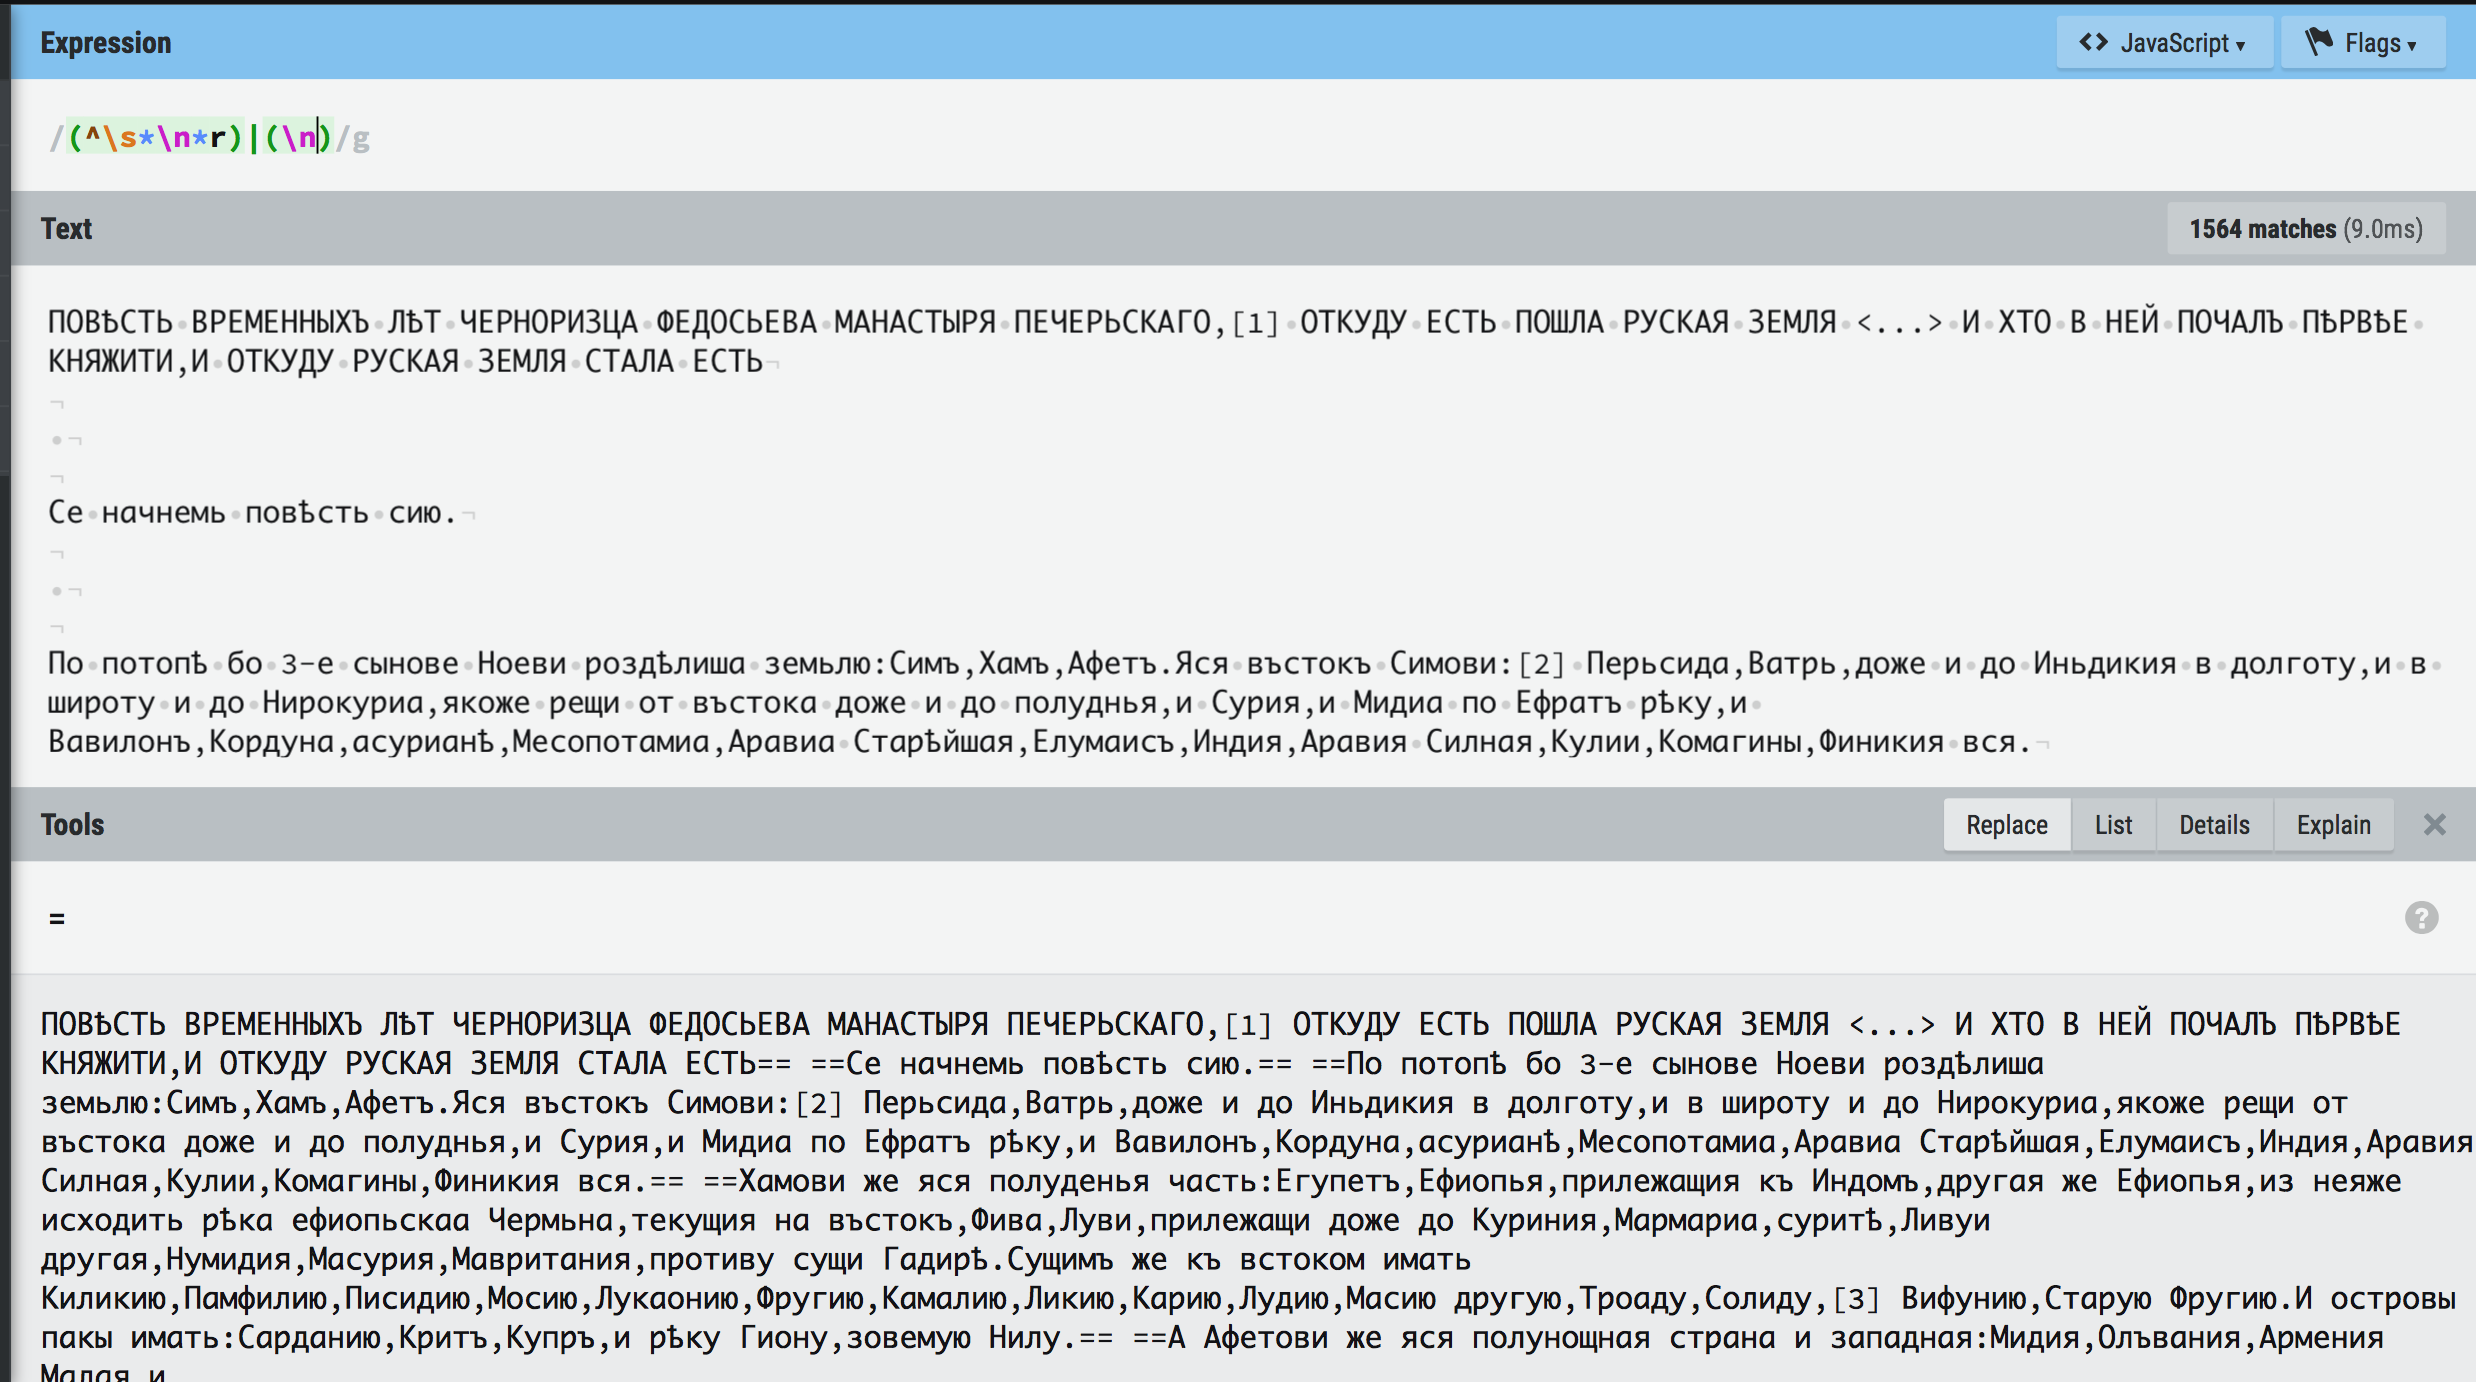 Expression
<> JavaScript ▾ Flags ▾
/(^\s*\n*r)|(\n)/g
Text
1564 matches (9.0ms)
ПОВѢСТЬ•ВРЕМЕННЫХЪ•ЛѢТ•ЧЕРНОРИЗЦА•ФЕДОСЬЕВА•МАНАСТЫРЯ•ПЕЧЕРЬСКАГО,[1]•ОТКУДУ•ЕСТЬ•ПОШЛА•РУСКАЯ•ЗЕМЛЯ•<...>•И•ХТО•В•НЕЙ•ПОЧАЛЪ•ПѢРВѢЕ•
КНЯЖИТИ,И•ОТКУДУ•РУСКАЯ•ЗЕМЛЯ•СТАЛА•ЕСТЬ¬
¬
•¬
¬
Се•начнемь•повѣсть•сию.¬
¬
•¬
¬
По•потопѣ•бо•3-е•сынове•Ноеви•роздѣлиша•земьлю:Симъ,Хамъ,Афетъ.Яся•въстокъ•Симови:[2]•Перьсида,Ватрь,доже•и•до•Иньдикия•в•долготу,и•в•
широту•и•до•Нирокуриа,якоже•рещи•от•въстока•доже•и•до•полуднья,и•Сурия,и•Мидиа•по•Ефратъ•рѣку,и•
Вавилонъ,Кордуна,асурианѣ,Месопотамиа,Аравиа•Старѣйшая,Елумаисъ,Индия,Аравия•Силная,Кулии,Комагины,Финикия•вся.¬
Tools
Replace List Details Explain ✕
=
?
ПОВѢСТЬ ВРЕМЕННЫХЪ ЛѢТ ЧЕРНОРИЗЦА ФЕДОСЬЕВА МАНАСТЫРЯ ПЕЧЕРЬСКАГО,[1] ОТКУДУ ЕСТЬ ПОШЛА РУСКАЯ ЗЕМЛЯ <...> И ХТО В НЕЙ ПОЧАЛЪ ПѢРВѢЕ
КНЯЖИТИ,И ОТКУДУ РУСКАЯ ЗЕМЛЯ СТАЛА ЕСТЬ== ==Се начнемь повѣсть сию.== ==По потопѣ бо 3-е сынове Ноеви роздѣлиша
земьлю:Симъ,Хамъ,Афетъ.Яся въстокъ Симови:[2] Перьсида,Ватрь,доже и до Иньдикия в долготу,и в широту и до Нирокуриа,якоже рещи от
въстока доже и до полуднья,и Сурия,и Мидиа по Ефратъ рѣку,и Вавилонъ,Кордуна,асурианѣ,Месопотамиа,Аравиа Старѣйшая,Елумаисъ,Индия,Аравия
Силная,Кулии,Комагины,Финикия вся.== ==Хамови же яся полуденья часть:Егупетъ,Ефиопья,прилежащия къ Индомъ,другая же Ефиопья,из неяже
исходить рѣка ефиопьскаа Чермьна,текущия на въстокъ,Фива,Луви,прилежащи доже до Куриния,Мармариа,суритѣ,Ливуи
другая,Нумидия,Масурия,Мавритания,противу сущи Гадирѣ.Сущимъ же къ встоком имать
Киликию,Памфилию,Писидию,Мосию,Лукаонию,Фругию,Камалию,Ликию,Карию,Лудию,Масию другую,Троаду,Солиду,[3] Вифунию,Старую Фругию.И островы
пакы имать:Сарданию,Критъ,Купръ,и рѣку Гиону,зовемую Нилу.== ==А Афетови же яся полунощная страна и западная:Мидия,Олъвания,Армения
Малая,и